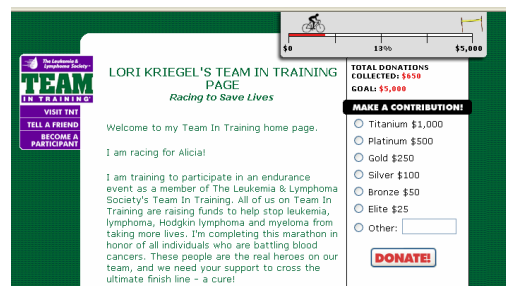 $0
13%
$5,000
The Leukemia &
Lymphoma Society™
TEAM
IN TRAINING
VISIT TNT
TELL A FRIEND
BECOME A
PARTICIPANT
LORI KRIEGEL'S TEAM IN TRAINING
PAGE
Racing to Save Lives
Welcome to my Team In Training home page.
I am racing for Alicia!
I am training to participate in an endurance
event as a member of The Leukemia & Lymphoma
Society's Team In Training. All of us on Team In
Training are raising funds to help stop leukemia,
lymphoma, Hodgkin lymphoma and myeloma from
taking more lives. I'm completing this marathon in
honor of all individuals who are battling blood
cancers. These people are the real heroes on our
team, and we need your support to cross the
ultimate finish line - a cure!
TOTAL DONATIONS
COLLECTED: $650
GOAL: $5,000
MAKE A CONTRIBUTION!
Titanium $1,000
Platinum $500
Gold $250
Silver $100
Bronze $50
Elite $25
Other:
DONATE!